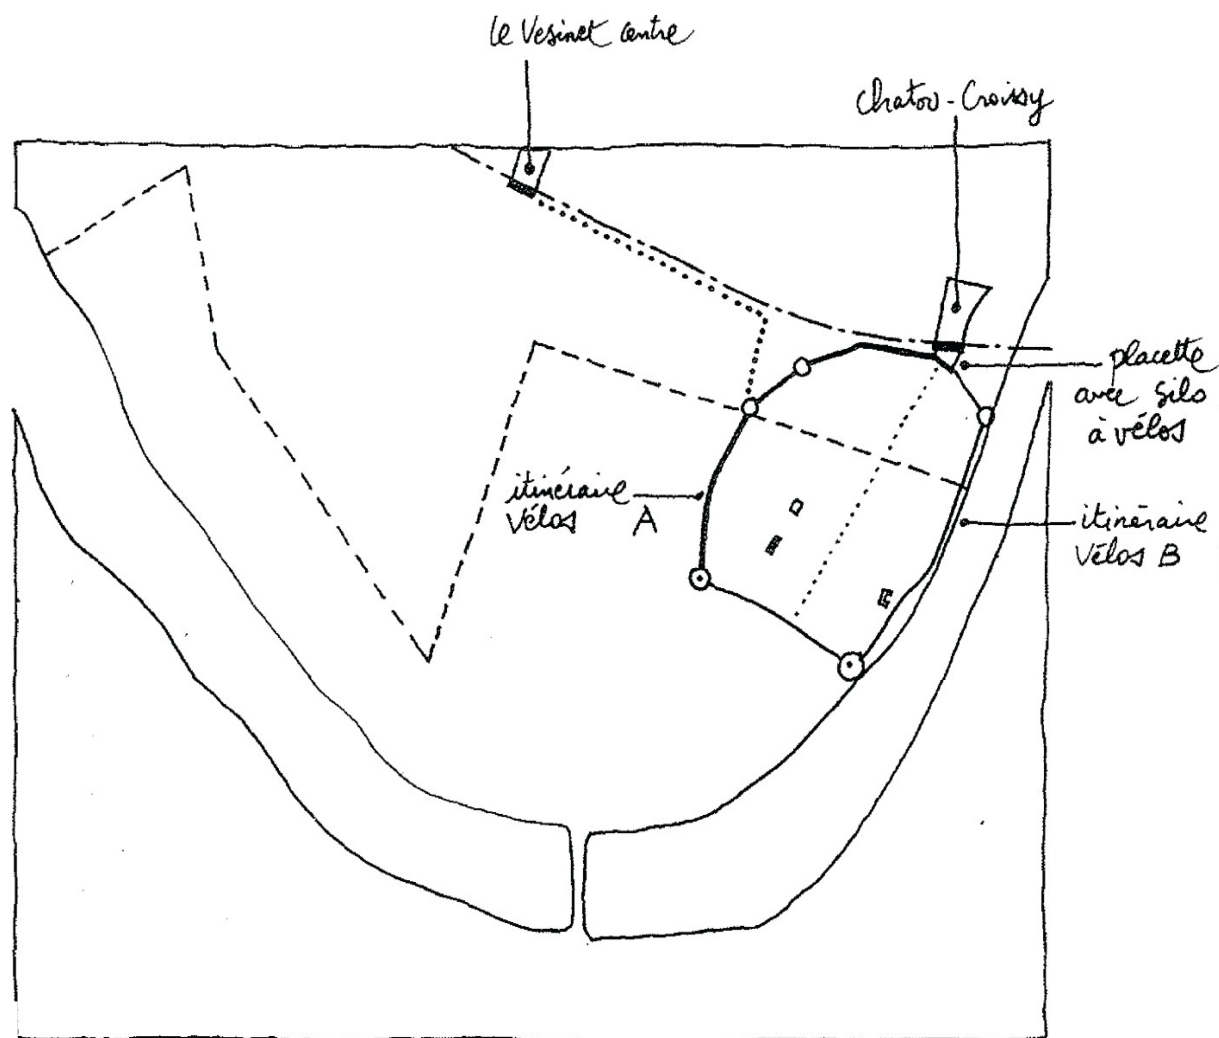 le Vesinet centre
Chatou-Croissy
placette
avec silo
à vélos
itinéraire
vélos A
itinéraire
Vélos B